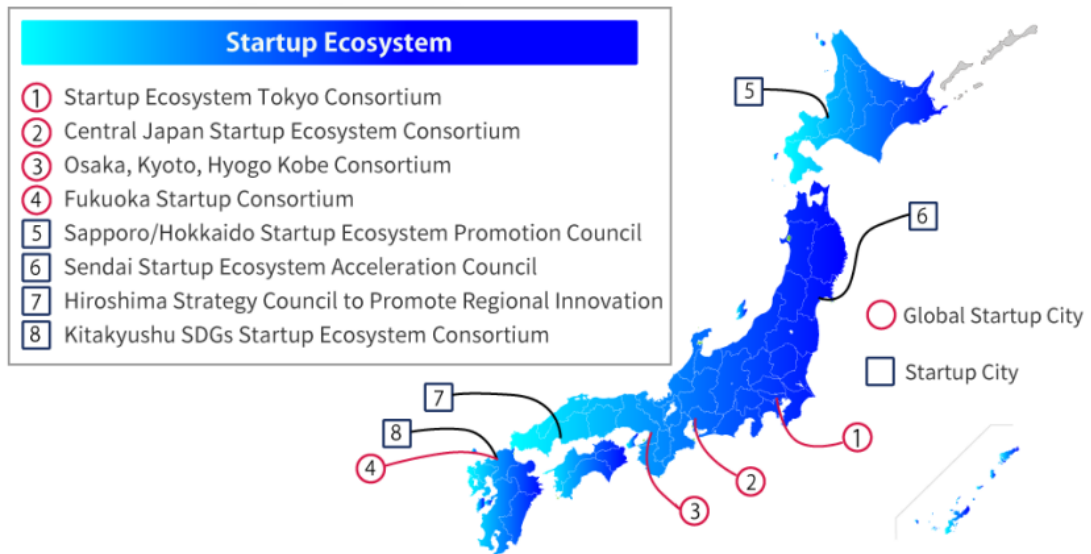 Startup Ecosystem
1 Startup Ecosystem Tokyo Consortium
2 Central Japan Startup Ecosystem Consortium
3 Osaka, Kyoto, Hyogo Kobe Consortium
4 Fukuoka Startup Consortium
5 Sapporo/Hokkaido Startup Ecosystem Promotion Council
6 Sendai Startup Ecosystem Acceleration Council
7 Hiroshima Strategy Council to Promote Regional Innovation
8 Kitakyushu SDGs Startup Ecosystem Consortium
5
6
Global Startup City
Startup City
7
8
1
4
2
3